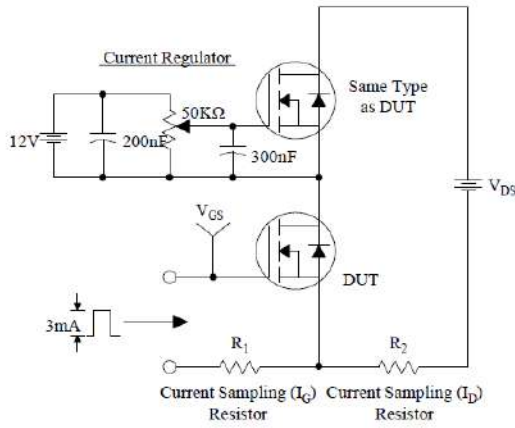 Current Regulator
50KΩ
Same Type
as DUT
12V
200nF
300nF
V_DS
V_GS
DUT
3mA
R_1
R_2
Current Sampling (I_G)
Resistor
Current Sampling (I_D)
Resistor